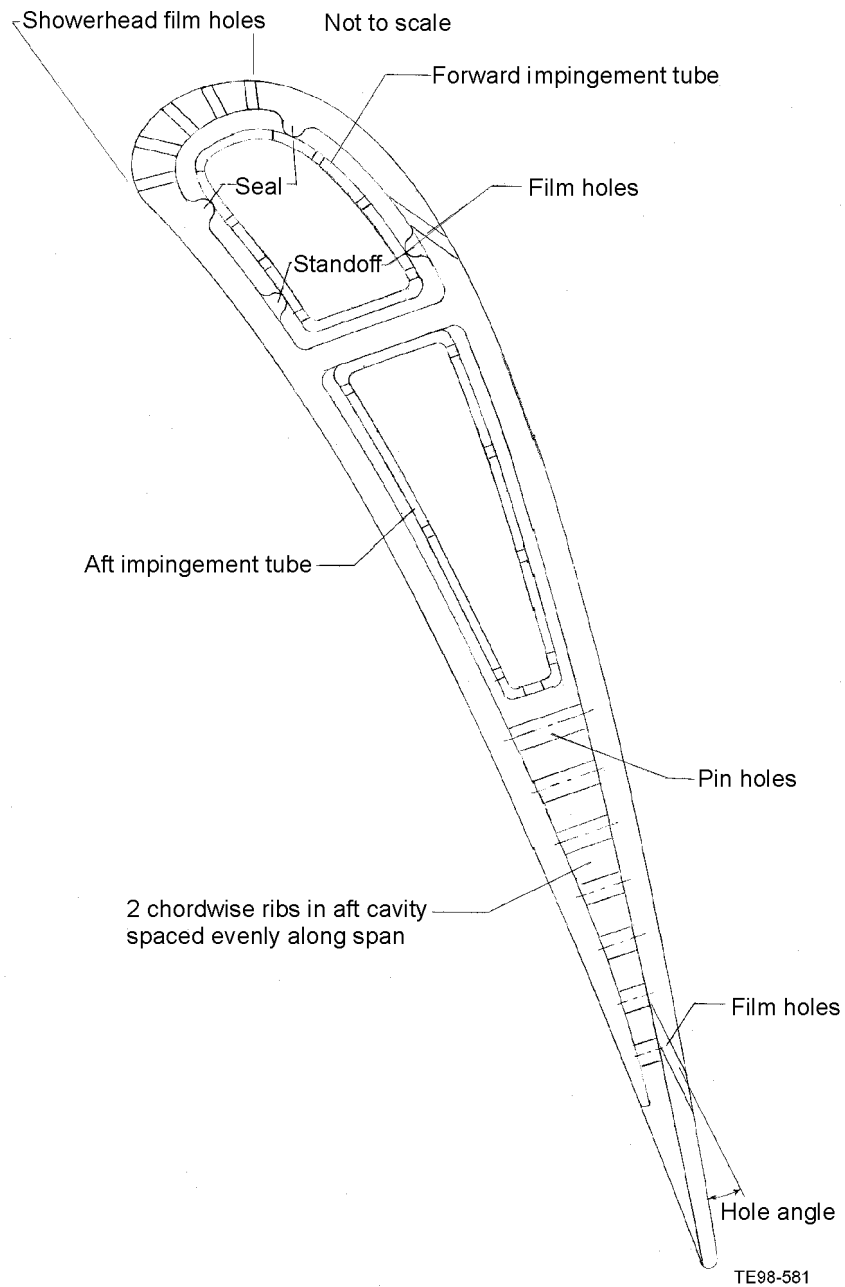 Showerhead film holes
Not to scale
Forward impingement tube
Seal
Film holes
Standoff
Aft impingement tube
Pin holes
2 chordwise ribs in aft cavity
spaced evenly along span
Film holes
Hole angle
TE98-581